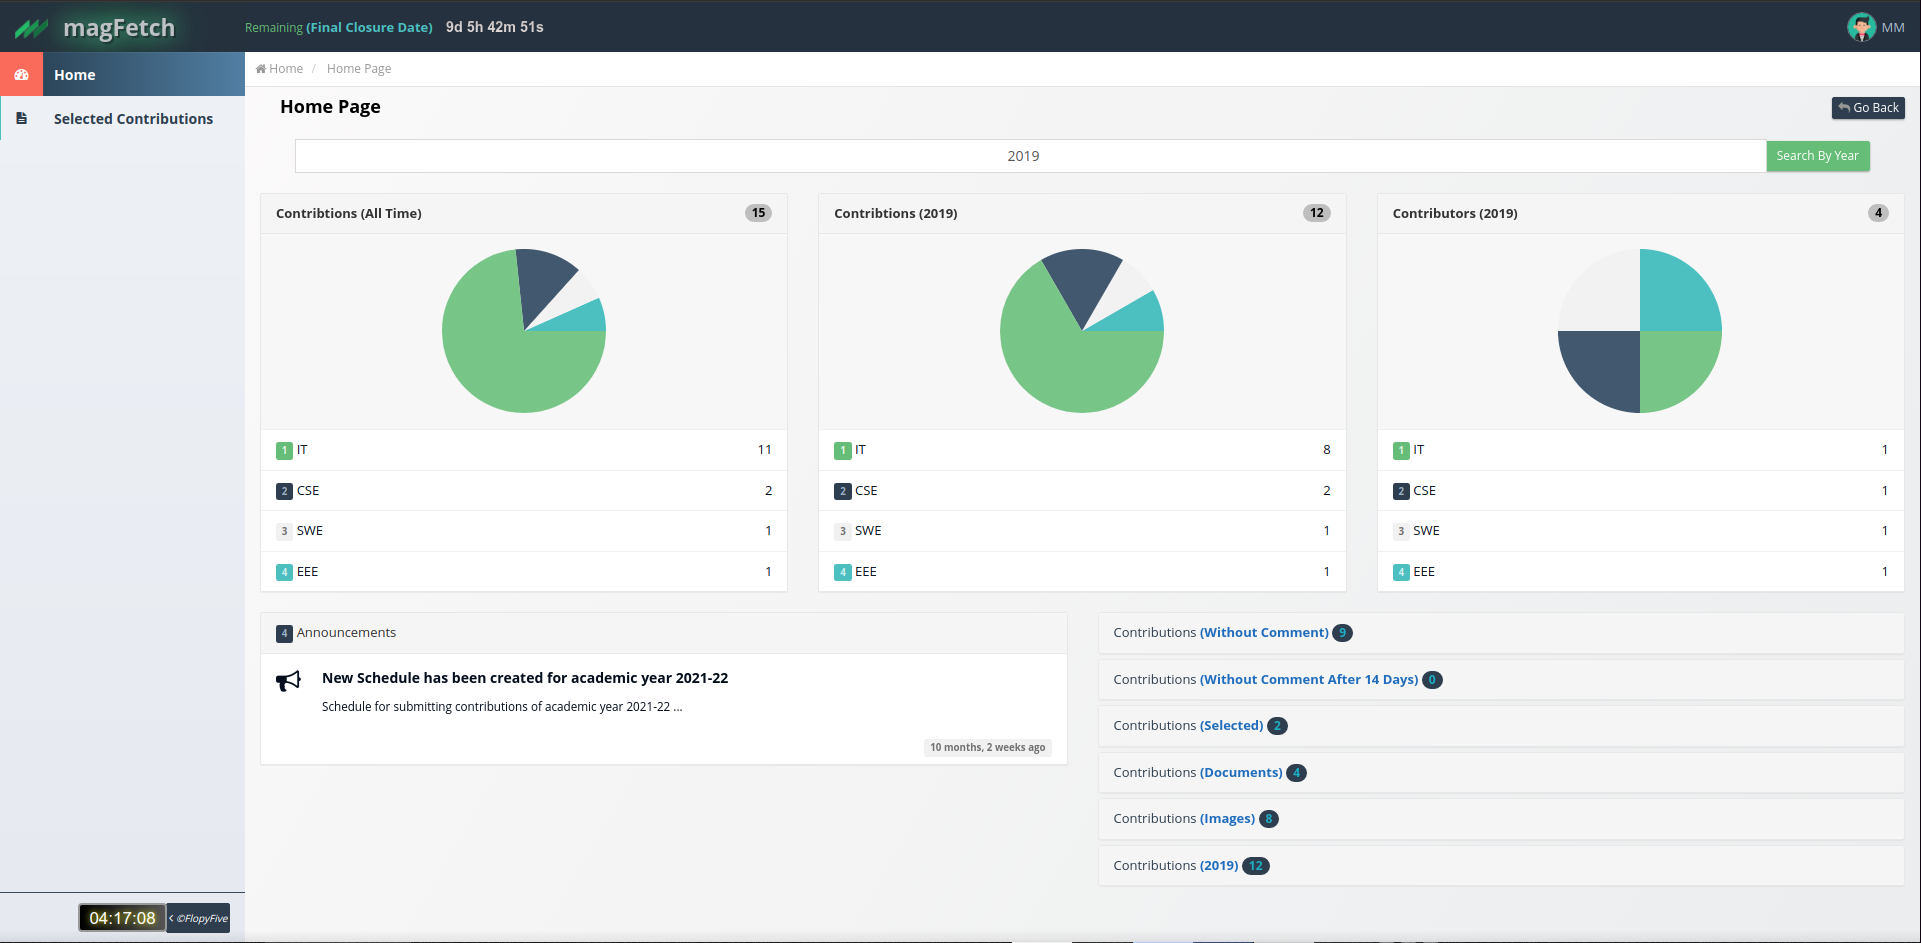 magFetch
Remaining (Final Closure Date) 9d 5h 42m 51s
MM
Home
Selected Contributions
Home / Home Page
Home Page
Go Back
2019
Search By Year
Contribtions (All Time) 15
1 IT 11
2 CSE 2
3 SWE 1
4 EEE 1
Contribtions (2019) 12
1 IT 8
2 CSE 2
3 SWE 1
4 EEE 1
Contributors (2019) 4
1 IT 1
2 CSE 1
3 SWE 1
4 EEE 1
4 Announcements
New Schedule has been created for academic year 2021-22
Schedule for submitting contributions of academic year 2021-22 ...
10 months, 2 weeks ago
Contributions (Without Comment) 9
Contributions (Without Comment After 14 Days) 0
Contributions (Selected) 2
Contributions (Documents) 4
Contributions (Images) 8
Contributions (2019) 12
04:17:08
‹ ©FlopyFive